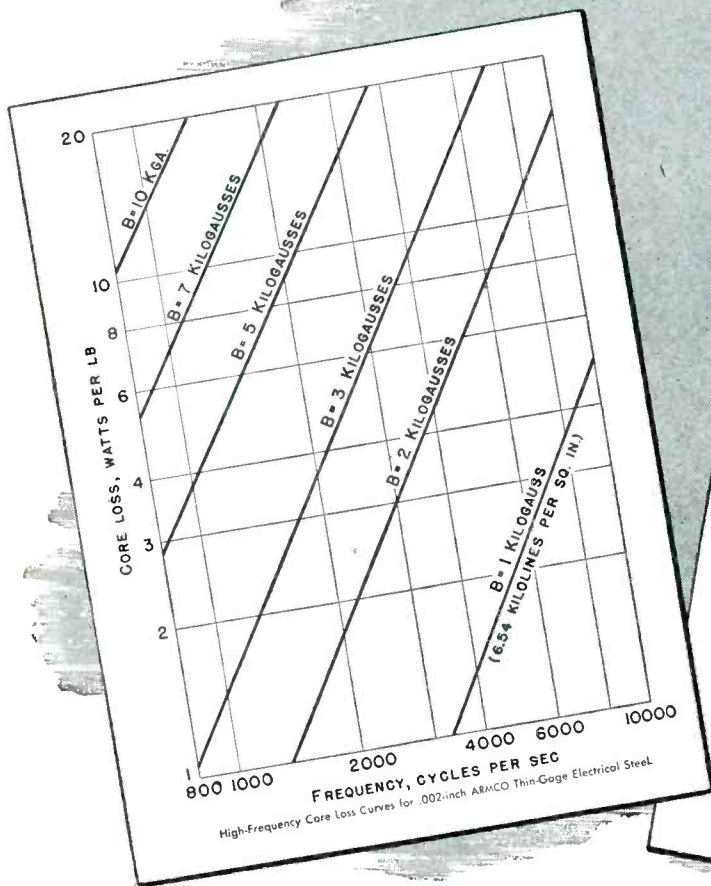 20
10
8
6
4
3
2
1
CORE LOSS, WATTS PER LB
B=10 KGA.
B= 7 KILOGAUSSES
B= 5 KILOGAUSSES
B= 3 KILOGAUSSES
B= 2 KILOGAUSSES
B= 1 KILOGAUSS
(6.54 KILOLINES PER SQ. IN.)
800 1000 2000 4000 6000 10000
FREQUENCY, CYCLES PER SEC
High-Frequency Core Loss Curves for .002-inch ARMCO Thin-Gage Electrical Steel